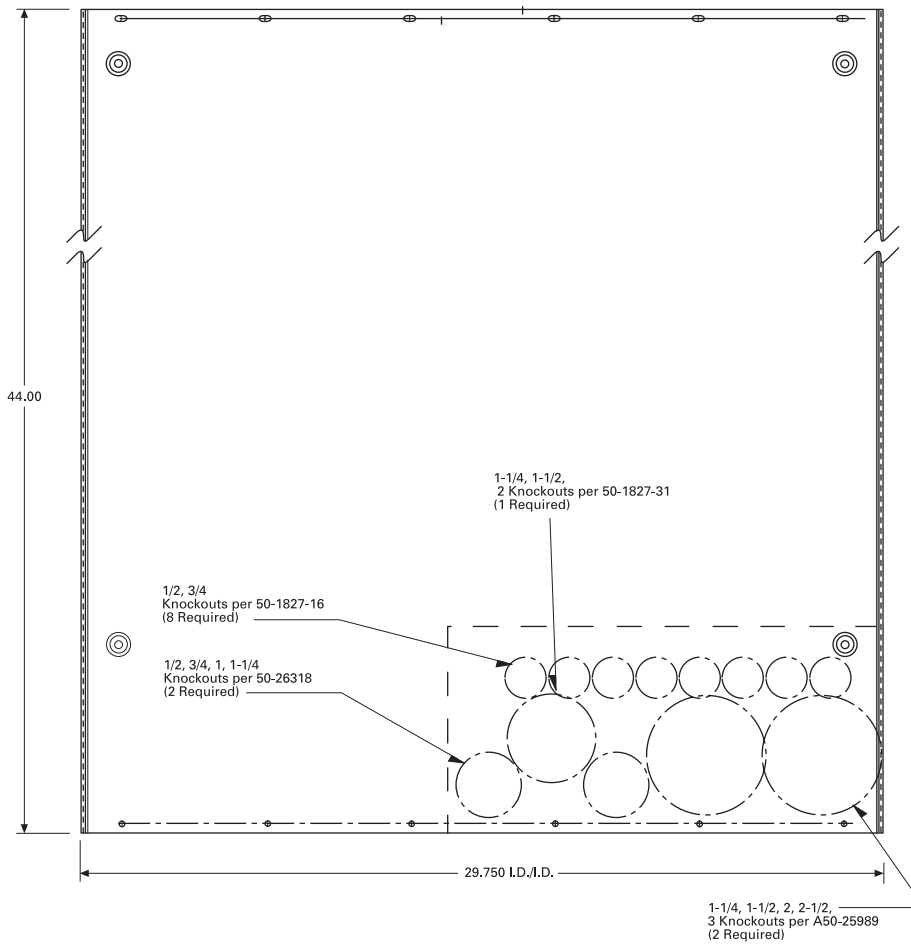 44.00
1-1/4, 1-1/2,
2 Knockouts per 50-1827-31
(1 Required)
1/2, 3/4
Knockouts per 50-1827-16
(8 Required)
1/2, 3/4, 1, 1-1/4
Knockouts per 50-26318
(2 Required)
29.750 I.D./I.D.
1-1/4, 1-1/2, 2, 2-1/2,
3 Knockouts per A50-25989
(2 Required)